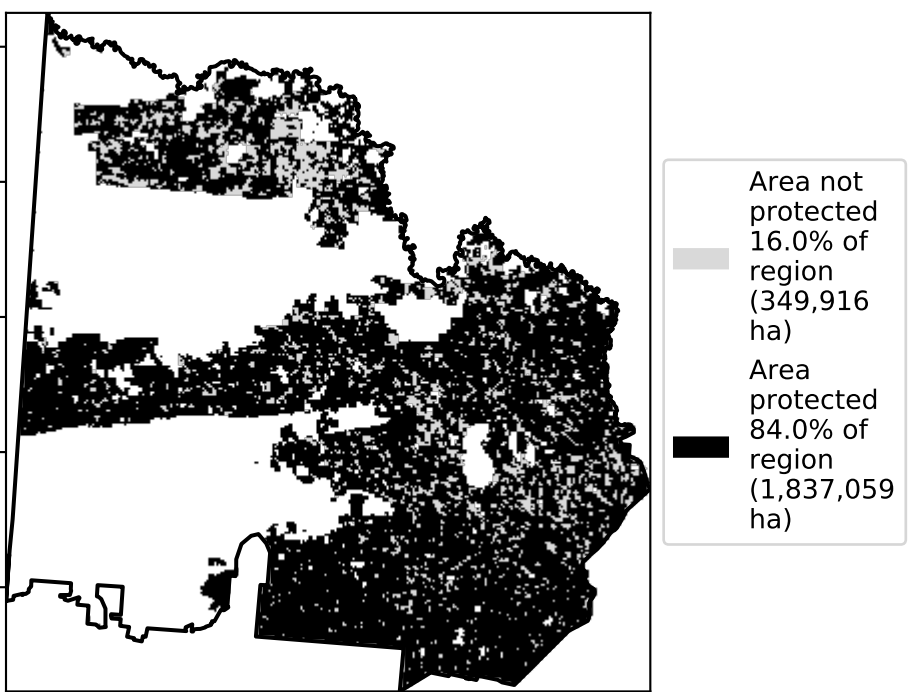 Area not
protected
16.0% of
region
(349,916
ha)
Area
protected
84.0% of
region
(1,837,059
ha)